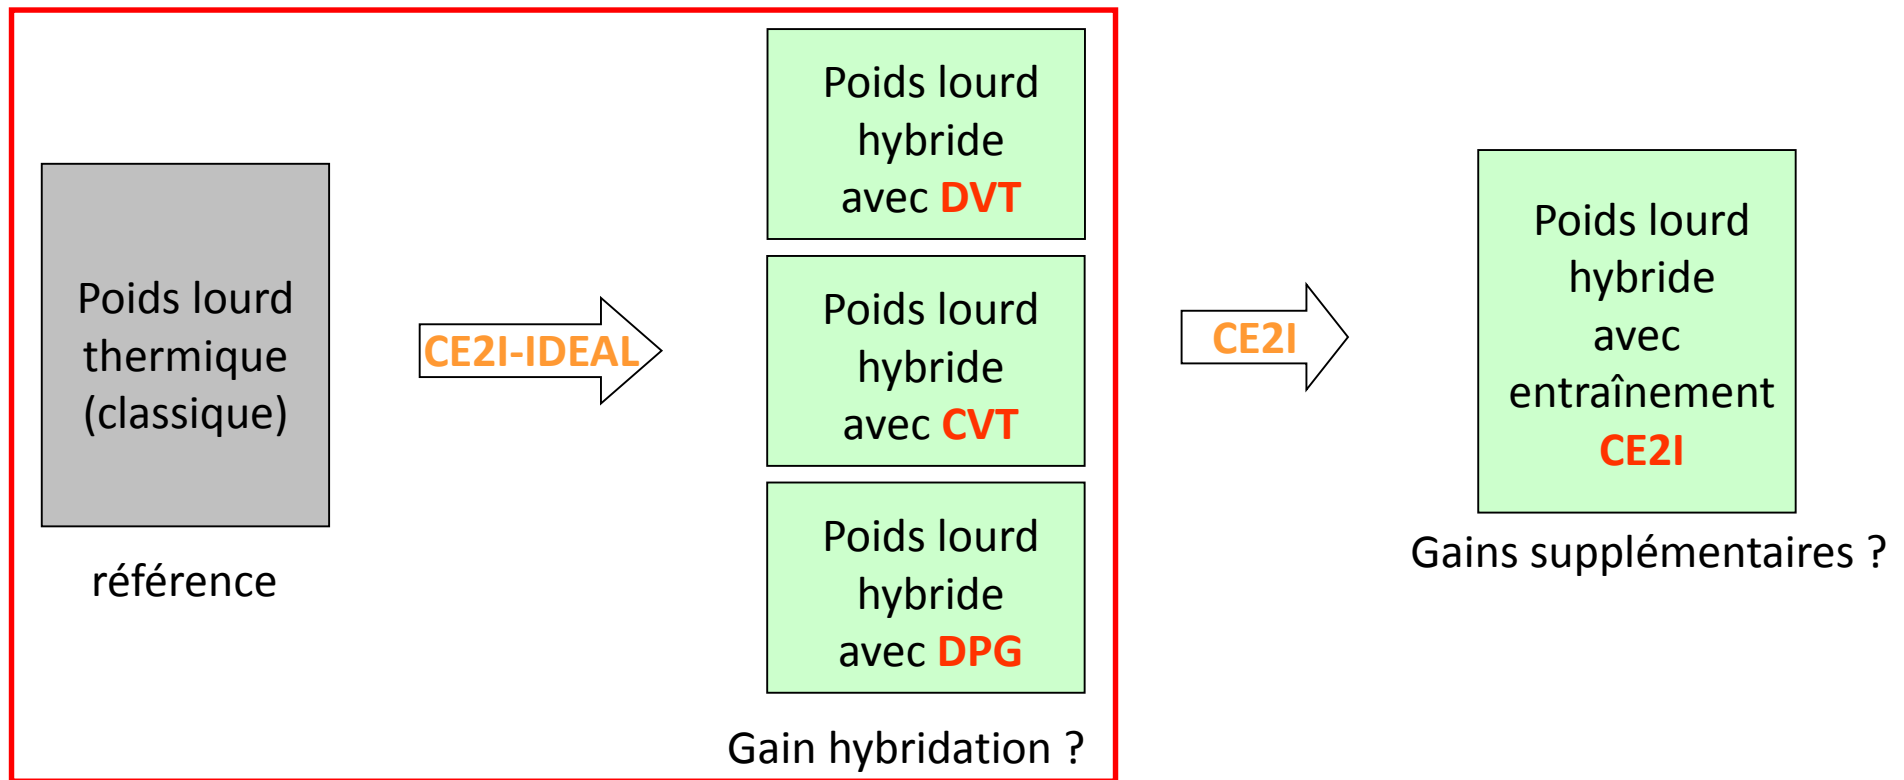 Poids lourd
thermique
(classique)
référence
CE2I-IDEAL
Poids lourd
hybride
avec DVT
Poids lourd
hybride
avec CVT
Poids lourd
hybride
avec DPG
Gain hybridation ?
CE2I
Poids lourd
hybride
avec
entraînement
CE2I
Gains supplémentaires ?